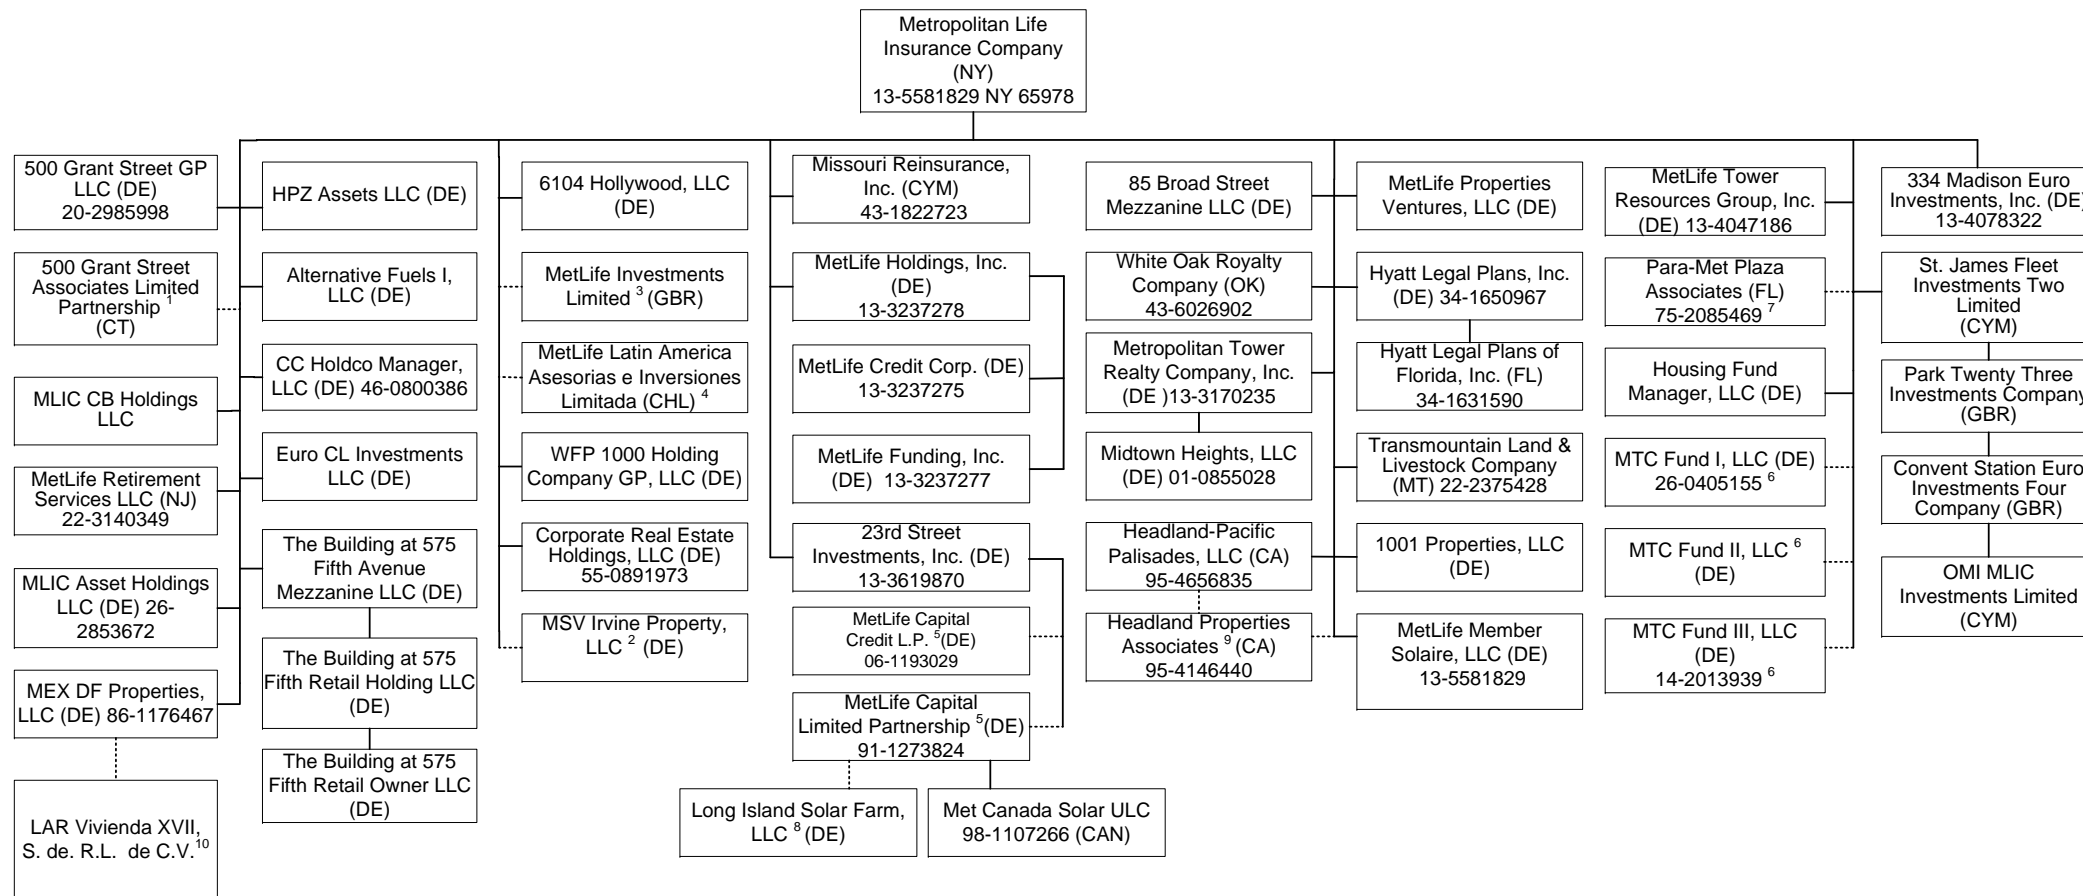 Metropolitan Life
Insurance Company
(NY)
13-5581829 NY 65978
500 Grant Street GP
LLC (DE)
20-2985998
500 Grant Street
Associates Limited
Partnership 1
(CT)
MLIC CB Holdings
LLC
MetLife Retirement
Services LLC (NJ)
22-3140349
MLIC Asset Holdings
LLC (DE) 26-
2853672
MEX DF Properties,
LLC (DE) 86-1176467
LAR Vivienda XVII,
S. de. R.L. de C.V.10
HPZ Assets LLC (DE)
Alternative Fuels I,
LLC (DE)
CC Holdco Manager,
LLC (DE) 46-0800386
Euro CL Investments
LLC (DE)
The Building at 575
Fifth Avenue
Mezzanine LLC (DE)
The Building at 575
Fifth Retail Holding LLC
(DE)
The Building at 575
Fifth Retail Owner LLC
(DE)
6104 Hollywood, LLC
(DE)
MetLife Investments
Limited 3 (GBR)
MetLife Latin America
Asesorias e Inversiones
Limitada (CHL) 4
WFP 1000 Holding
Company GP, LLC (DE)
Corporate Real Estate
Holdings, LLC (DE)
55-0891973
MSV Irvine Property,
LLC 2 (DE)
Missouri Reinsurance,
Inc. (CYM)
43-1822723
MetLife Holdings, Inc.
(DE)
13-3237278
MetLife Credit Corp. (DE)
13-3237275
MetLife Funding, Inc.
(DE) 13-3237277
23rd Street
Investments, Inc. (DE)
13-3619870
MetLife Capital
Credit L.P. 5(DE)
06-1193029
MetLife Capital
Limited Partnership 5(DE)
91-1273824
Long Island Solar Farm,
LLC 8 (DE)
Met Canada Solar ULC
98-1107266 (CAN)
85 Broad Street
Mezzanine LLC (DE)
White Oak Royalty
Company (OK)
43-6026902
Metropolitan Tower
Realty Company, Inc.
(DE )13-3170235
Midtown Heights, LLC
(DE) 01-0855028
Headland-Pacific
Palisades, LLC (CA)
95-4656835
Headland Properties
Associates 9 (CA)
95-4146440
MetLife Properties
Ventures, LLC (DE)
Hyatt Legal Plans, Inc.
(DE) 34-1650967
Hyatt Legal Plans of
Florida, Inc. (FL)
34-1631590
Transmountain Land &
Livestock Company
(MT) 22-2375428
1001 Properties, LLC
(DE)
MetLife Member
Solaire, LLC (DE)
13-5581829
MetLife Tower
Resources Group, Inc.
(DE) 13-4047186
Para-Met Plaza
Associates (FL)
75-2085469 7
Housing Fund
Manager, LLC (DE)
MTC Fund I, LLC (DE)
26-0405155 6
MTC Fund II, LLC 6
(DE)
MTC Fund III, LLC
(DE)
14-2013939 6
334 Madison Euro
Investments, Inc. (DE)
13-4078322
St. James Fleet
Investments Two
Limited
(CYM)
Park Twenty Three
Investments Company
(GBR)
Convent Station Euro
Investments Four
Company (GBR)
OMI MLIC
Investments Limited
(CYM)